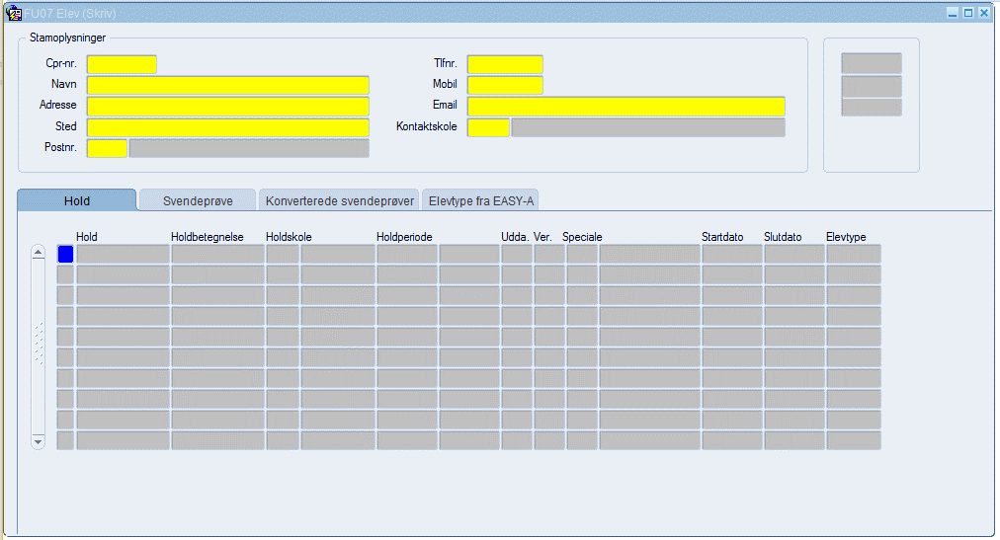 FU07 Elev (Skriv)
Stamoplysninger
Cpr-nr. Tlfnr.
Navn Mobil
Adresse Email
Sted Kontaktskole
Postnr.
Hold Svendeprøve Konverterede svendeprøver Elevtype fra EASY-A
Hold Holdbetegnelse Holdskole Holdperiode Udda. Ver. Speciale Startdato Slutdato Elevtype